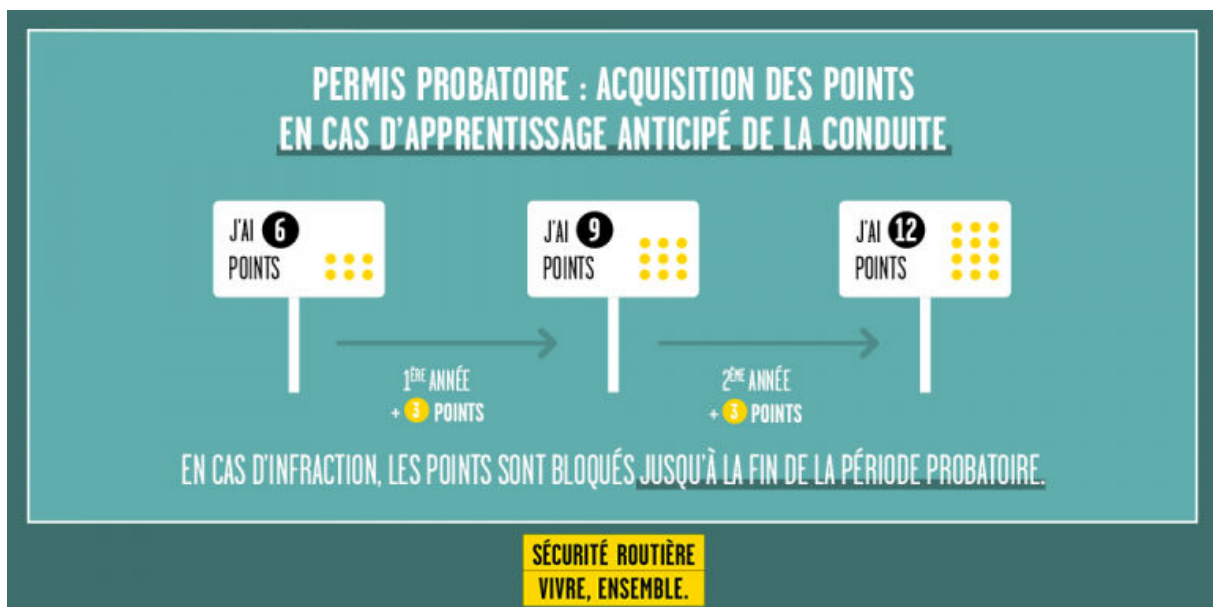 PERMIS PROBATOIRE : ACQUISITION DES POINTS
EN CAS D'APPRENTISSAGE ANTICIPÉ DE LA CONDUITE
J'AI 6
POINTS
J'AI 9
POINTS
J'AI 12
POINTS
1ÈRE ANNÉE
+ 3 POINTS
2ÈME ANNÉE
+ 3 POINTS
EN CAS D'INFRACTION, LES POINTS SONT BLOQUÉS JUSQU'À LA FIN DE LA PÉRIODE PROBATOIRE.
SÉCURITÉ ROUTIÈRE
VIVRE, ENSEMBLE.